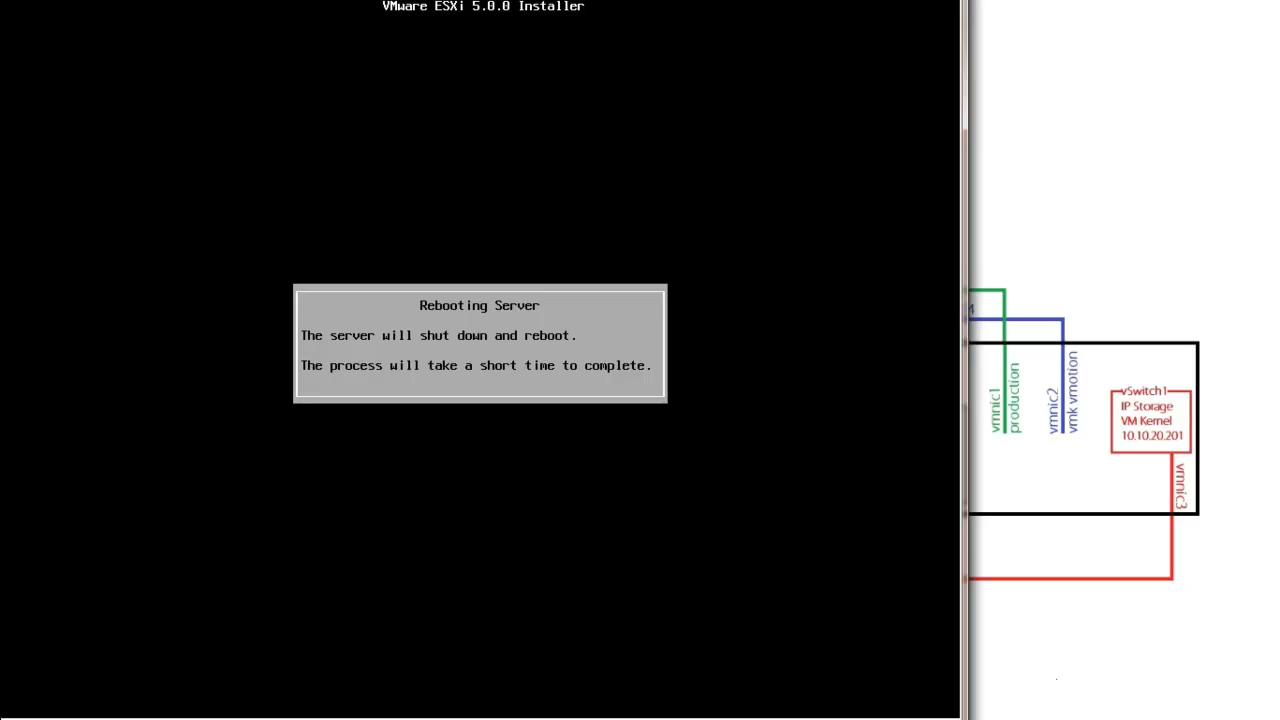 VMware ESXi 5.0.0 Installer
Rebooting Server
The server will shut down and reboot.
The process will take a short time to complete.
M
vmnic1
production
vmnic2
vmk vmotion
vSwitch1
IP Storage
VM Kernel
10.10.20.201
vmnic3